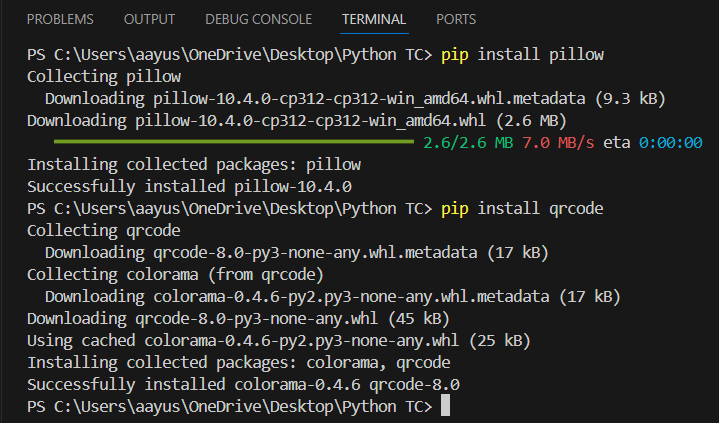 PROBLEMS OUTPUT DEBUG CONSOLE TERMINAL PORTS
PS C:\Users\aayus\OneDrive\Desktop\Python TC> pip install pillow
Collecting pillow
  Downloading pillow-10.4.0-cp312-cp312-win_amd64.whl.metadata (9.3 kB)
Downloading pillow-10.4.0-cp312-cp312-win_amd64.whl (2.6 MB)
2.6/2.6 MB 7.0 MB/s eta 0:00:00
Installing collected packages: pillow
Successfully installed pillow-10.4.0
PS C:\Users\aayus\OneDrive\Desktop\Python TC> pip install qrcode
Collecting qrcode
  Downloading qrcode-8.0-py3-none-any.whl.metadata (17 kB)
Collecting colorama (from qrcode)
  Downloading colorama-0.4.6-py2.py3-none-any.whl.metadata (17 kB)
Downloading qrcode-8.0-py3-none-any.whl (45 kB)
Using cached colorama-0.4.6-py2.py3-none-any.whl (25 kB)
Installing collected packages: colorama, qrcode
Successfully installed colorama-0.4.6 qrcode-8.0
PS C:\Users\aayus\OneDrive\Desktop\Python TC>